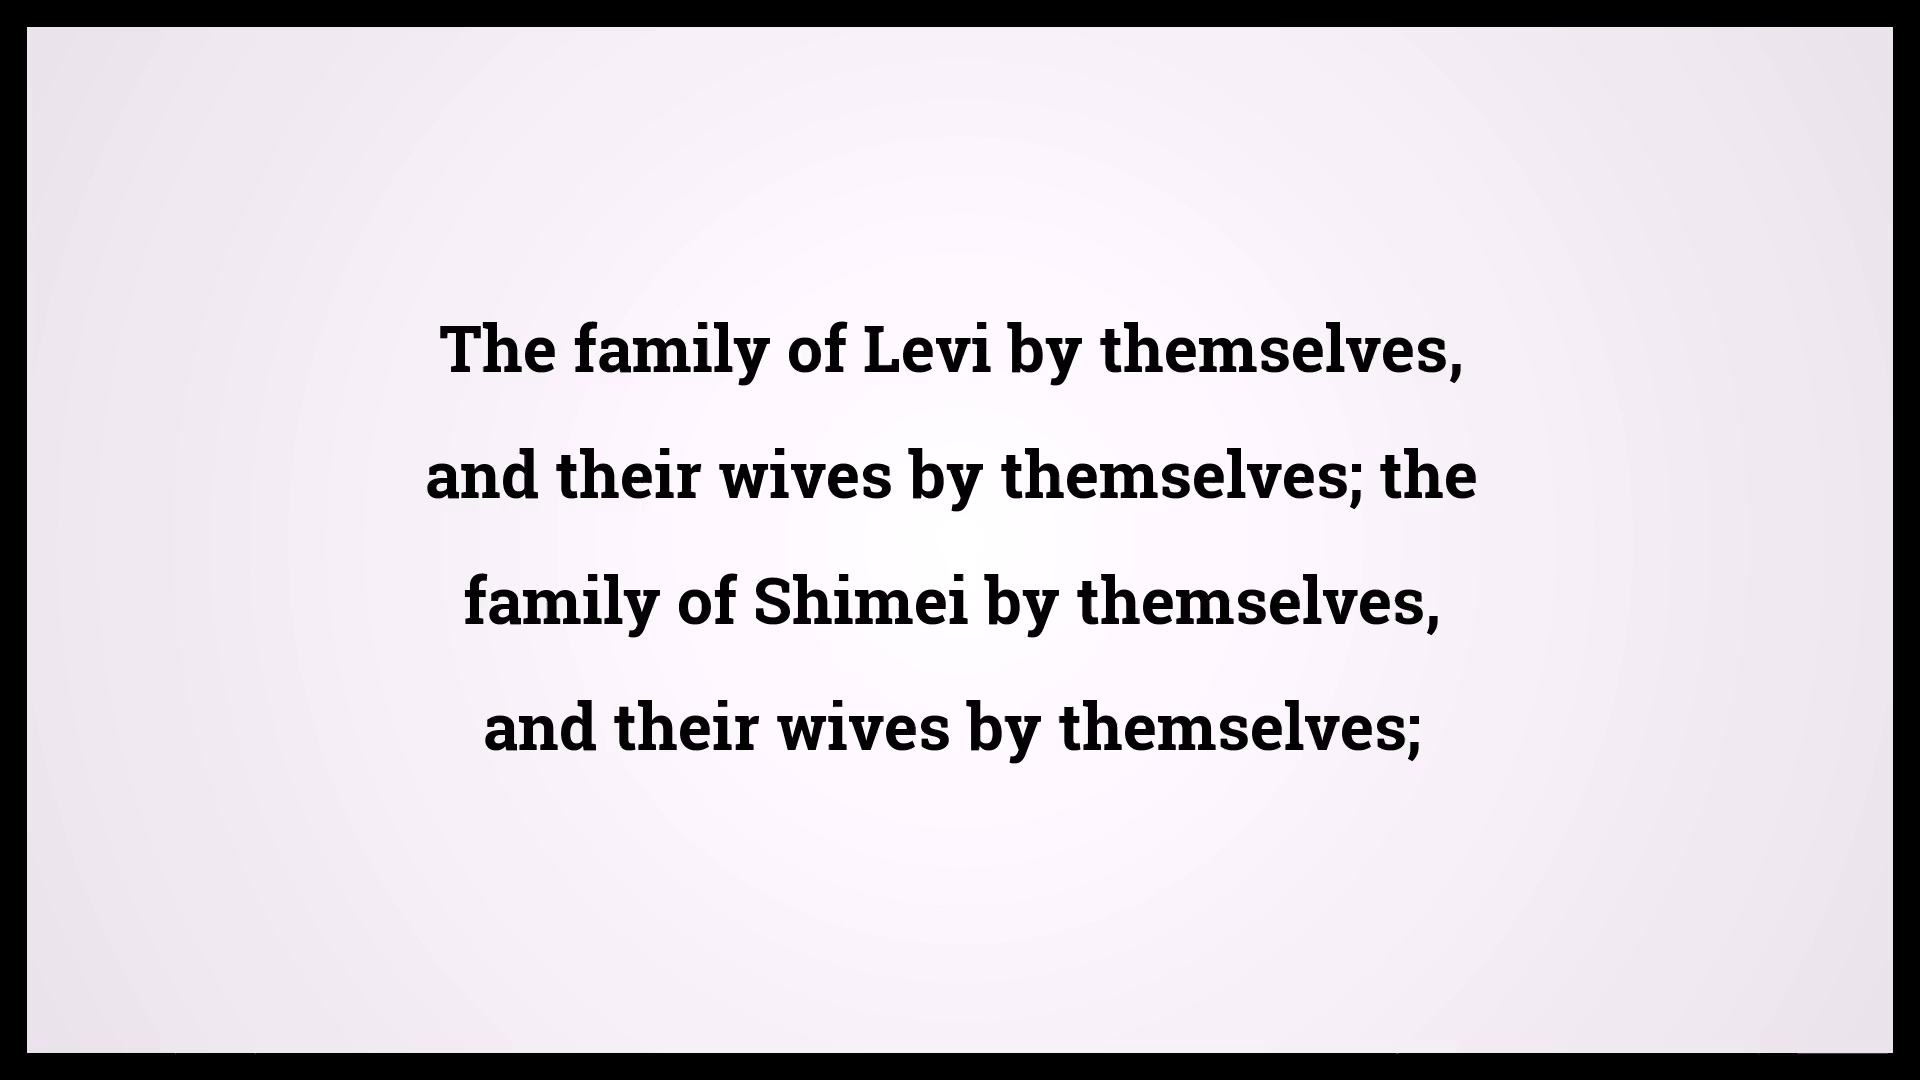 The family of Levi by themselves,
and their wives by themselves; the
family of Shimei by themselves,
and their wives by themselves;